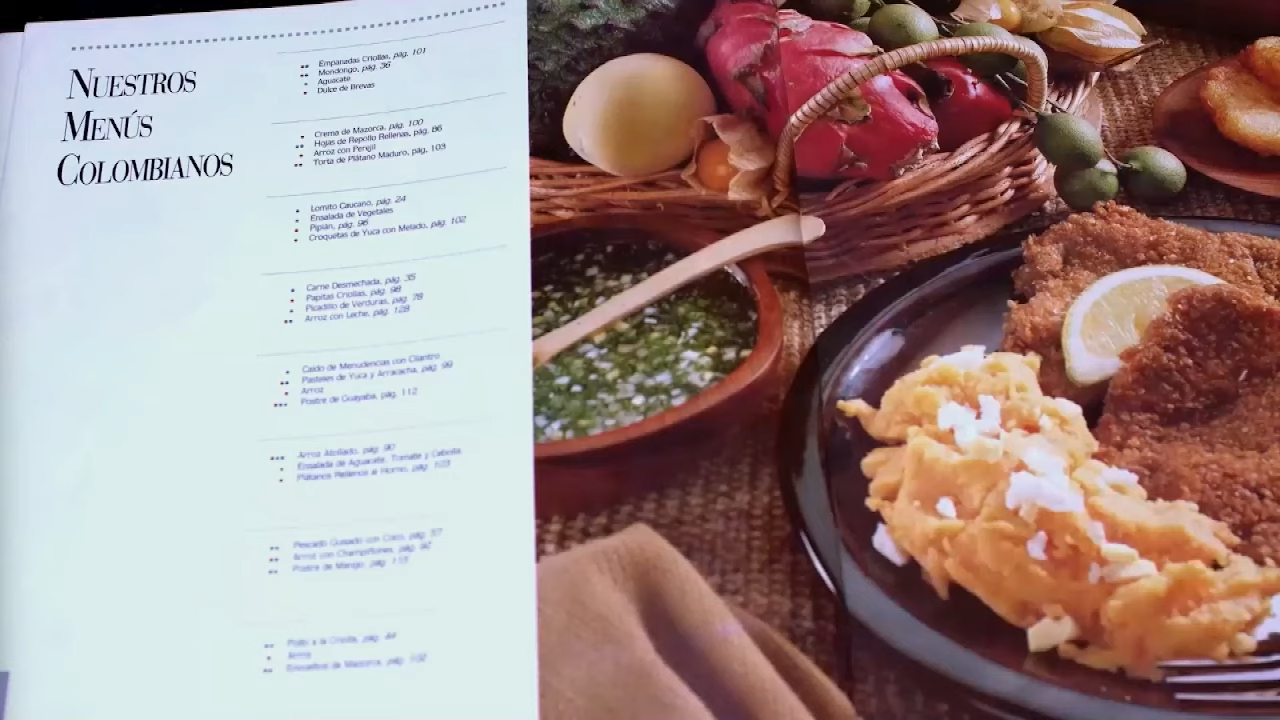 NUESTROS
MENÚS
COLOMBIANOS
Empanadas Criollas, pág. 101
Mondongo, pág. 36
Aguacate
Dulce de Brevas
Crema de Mazorca, pág. 100
Hojas de Repollo Rellenas, pág. 86
Arroz con Perejil
Torta de Plátano Maduro, pág. 103
Lomito Caucano, pág. 24
Ensalada de Vegetales
Pipián, pág. 96
Croquetas de Yuca con Melado, pág. 102
Carne Desmechada, pág. 35
Papitas Criollas, pág. 98
Picadillo de Verduras, pág. 78
Arroz con Leche, pág. 128
Caldo de Menudencias con Cilantro
Pasteles de Yuca y Arracacha, pág. 99
Arroz
Postre de Guayaba, pág. 112
Arroz Atollado, pág. 90
Ensalada de Aguacate, Tomate y Cebolla
Plátanos Rellenos al Horno, pág. 103
Pescado Guisado con Coco, pág. 57
Arroz con Champiñones, pág. 92
Postre de Mango, pág. 113
Pollo a la Criolla, pág. 44
Arroz
Envueltos de Mazorca, pág. 102